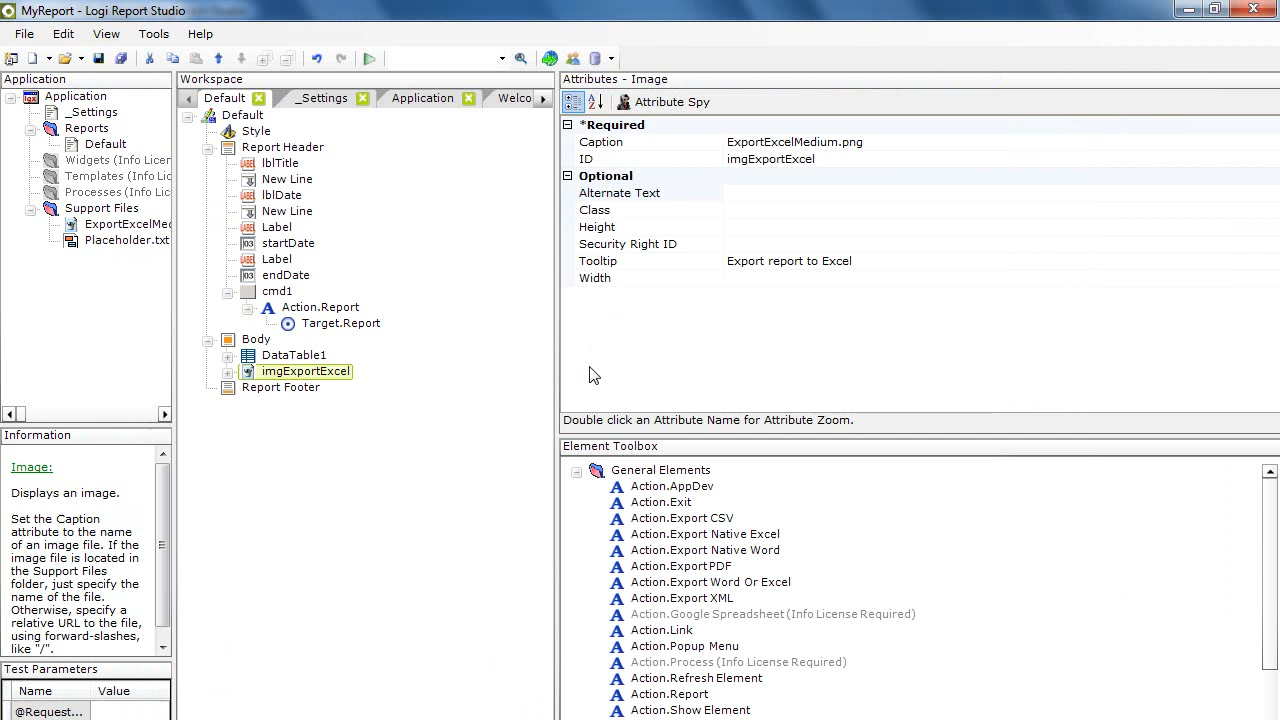 MyReport - Logi Report Studio
File Edit View Tools Help
Application
Application
_Settings
Reports
Default
Widgets (Info Licen
Templates (Info Lic
Processes (Info Lic
Support Files
ExportExcelMe
Placeholder.txt
Information
Image:
Displays an image.
Set the Caption
attribute to the name
of an image file. If the
image file is located in
the Support Files
folder, just specify the
name of the file.
Otherwise, specify a
relative URL to the file,
using forward-slashes,
like "/".
Test Parameters
Name Value
@Request...
Workspace
Default _Settings Application Welco
Default
Style
Report Header
lblTitle
New Line
lblDate
New Line
Label
startDate
Label
endDate
cmd1
Action.Report
Target.Report
Body
DataTable1
imgExportExcel
Report Footer
Attributes - Image
Attribute Spy
*Required
Caption ExportExcelMedium.png
ID imgExportExcel
Optional
Alternate Text
Class
Height
Security Right ID
Tooltip Export report to Excel
Width
Double click an Attribute Name for Attribute Zoom.
Element Toolbox
General Elements
Action.AppDev
Action.Exit
Action.Export CSV
Action.Export Native Excel
Action.Export Native Word
Action.Export PDF
Action.Export Word Or Excel
Action.Export XML
Action.Google Spreadsheet (Info License Required)
Action.Link
Action.Popup Menu
Action.Process (Info License Required)
Action.Refresh Element
Action.Report
Action.Show Element